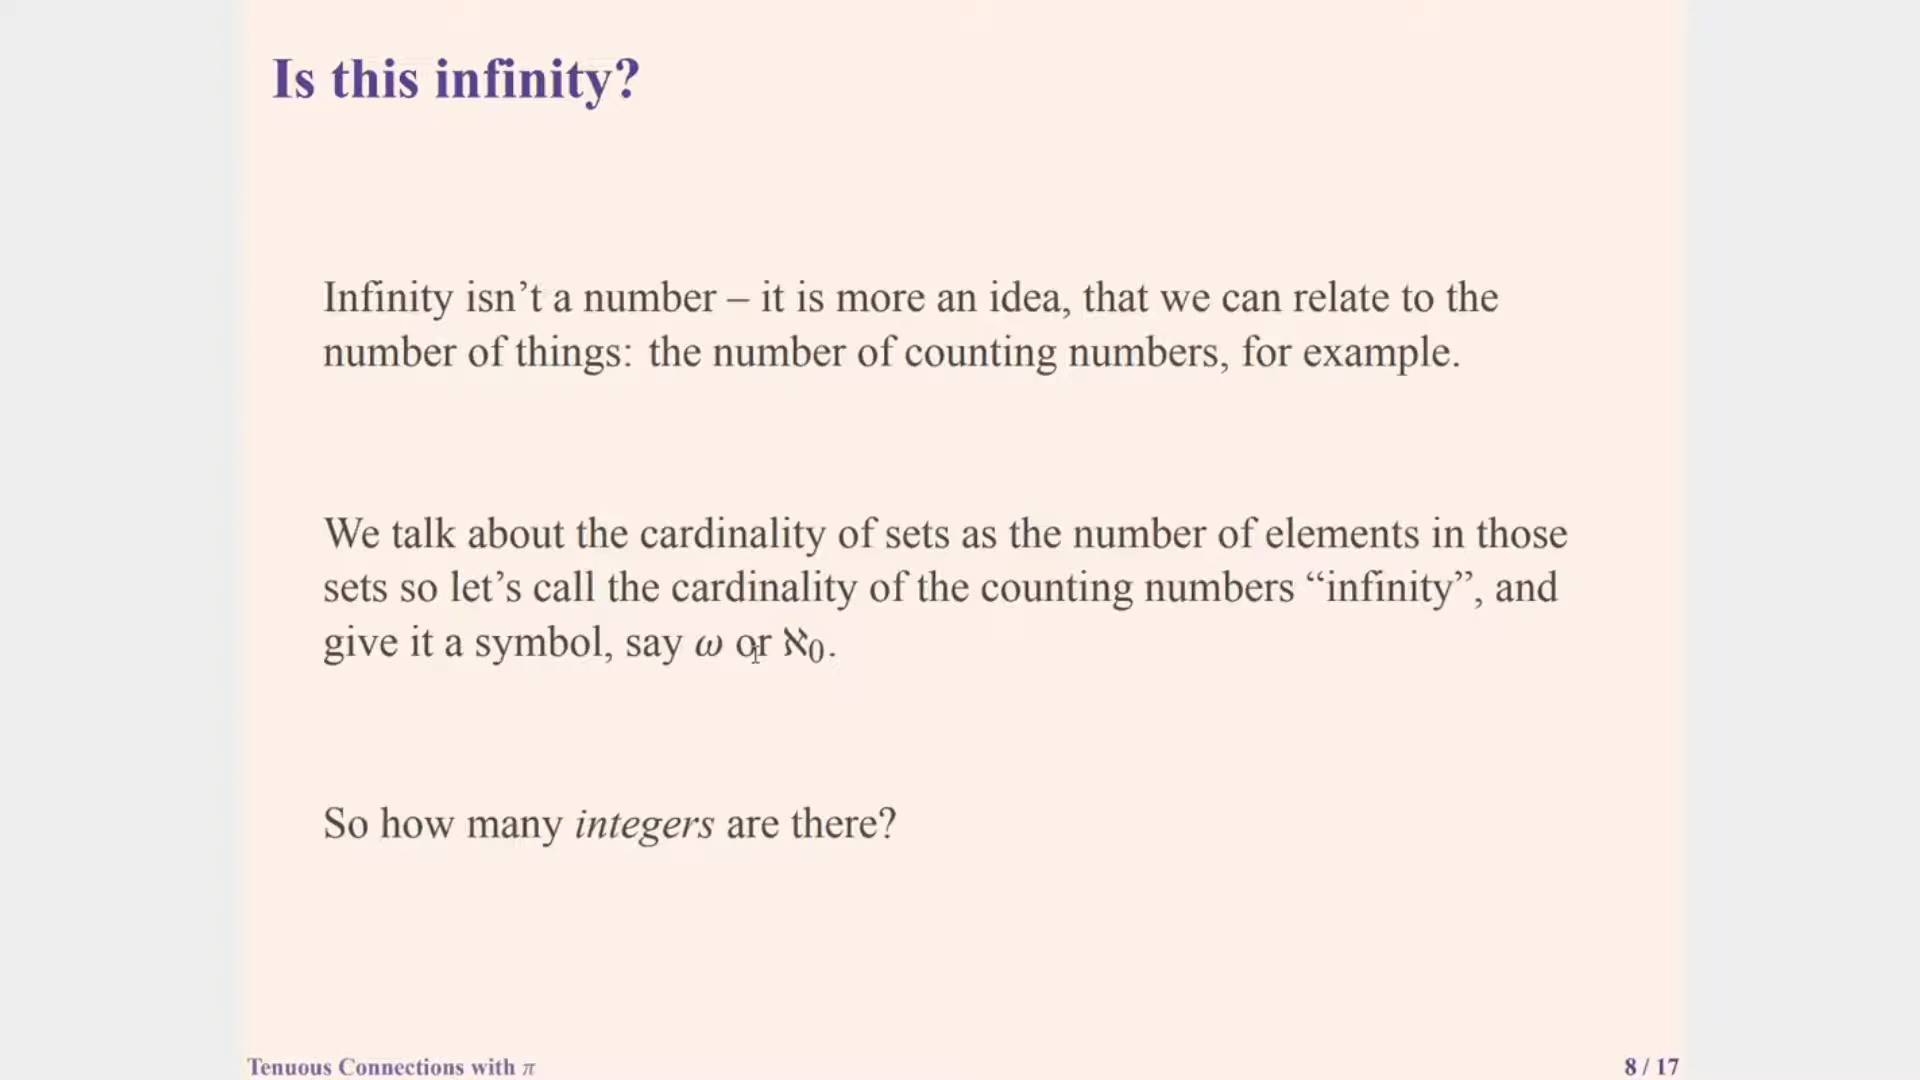 Is this infinity?
Infinity isn’t a number – it is more an idea, that we can relate to the
number of things: the number of counting numbers, for example.
We talk about the cardinality of sets as the number of elements in those
sets so let’s call the cardinality of the counting numbers “infinity”, and
give it a symbol, say ω or ℵ₀.
So how many integers are there?
Tenuous Connections with π
8 / 17